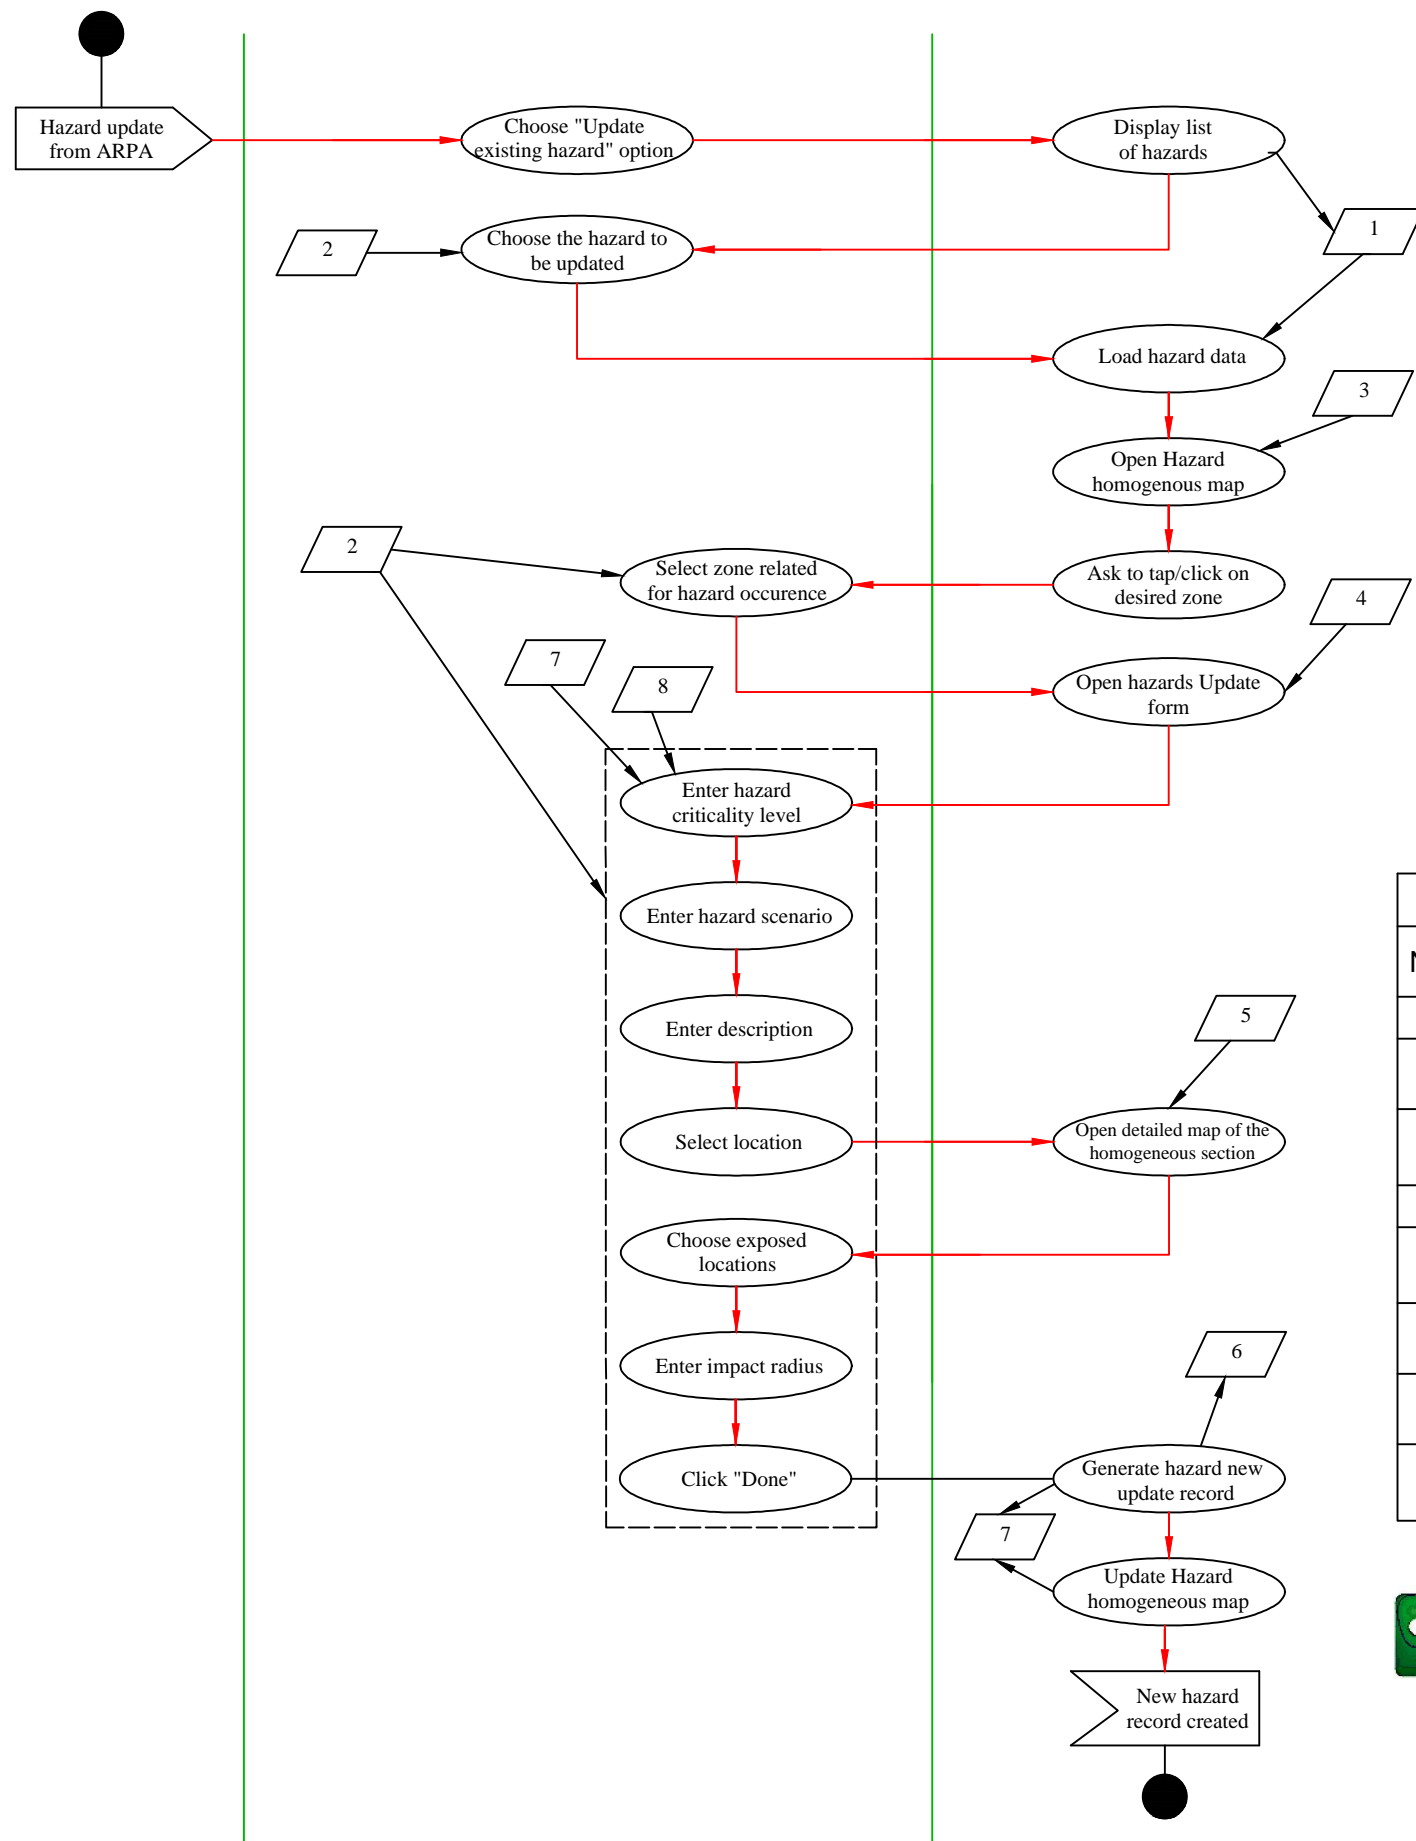 Hazard update
from ARPA
Choose "Update
existing hazard" option
Display list
of hazards
1
2
Choose the hazard to
be updated
Load hazard data
3
Open Hazard
homogenous map
2
Select zone related
for hazard occurence
Ask to tap/click on
desired zone
4
7
8
Open hazards Update
form
Enter hazard
criticality level
Enter hazard scenario
Enter description
5
Select location
Open detailed map of the
homogeneous section
Choose exposed
locations
Enter impact radius
6
Click "Done"
Generate hazard new
update record
7
Update Hazard
homogeneous map
New hazard
record created